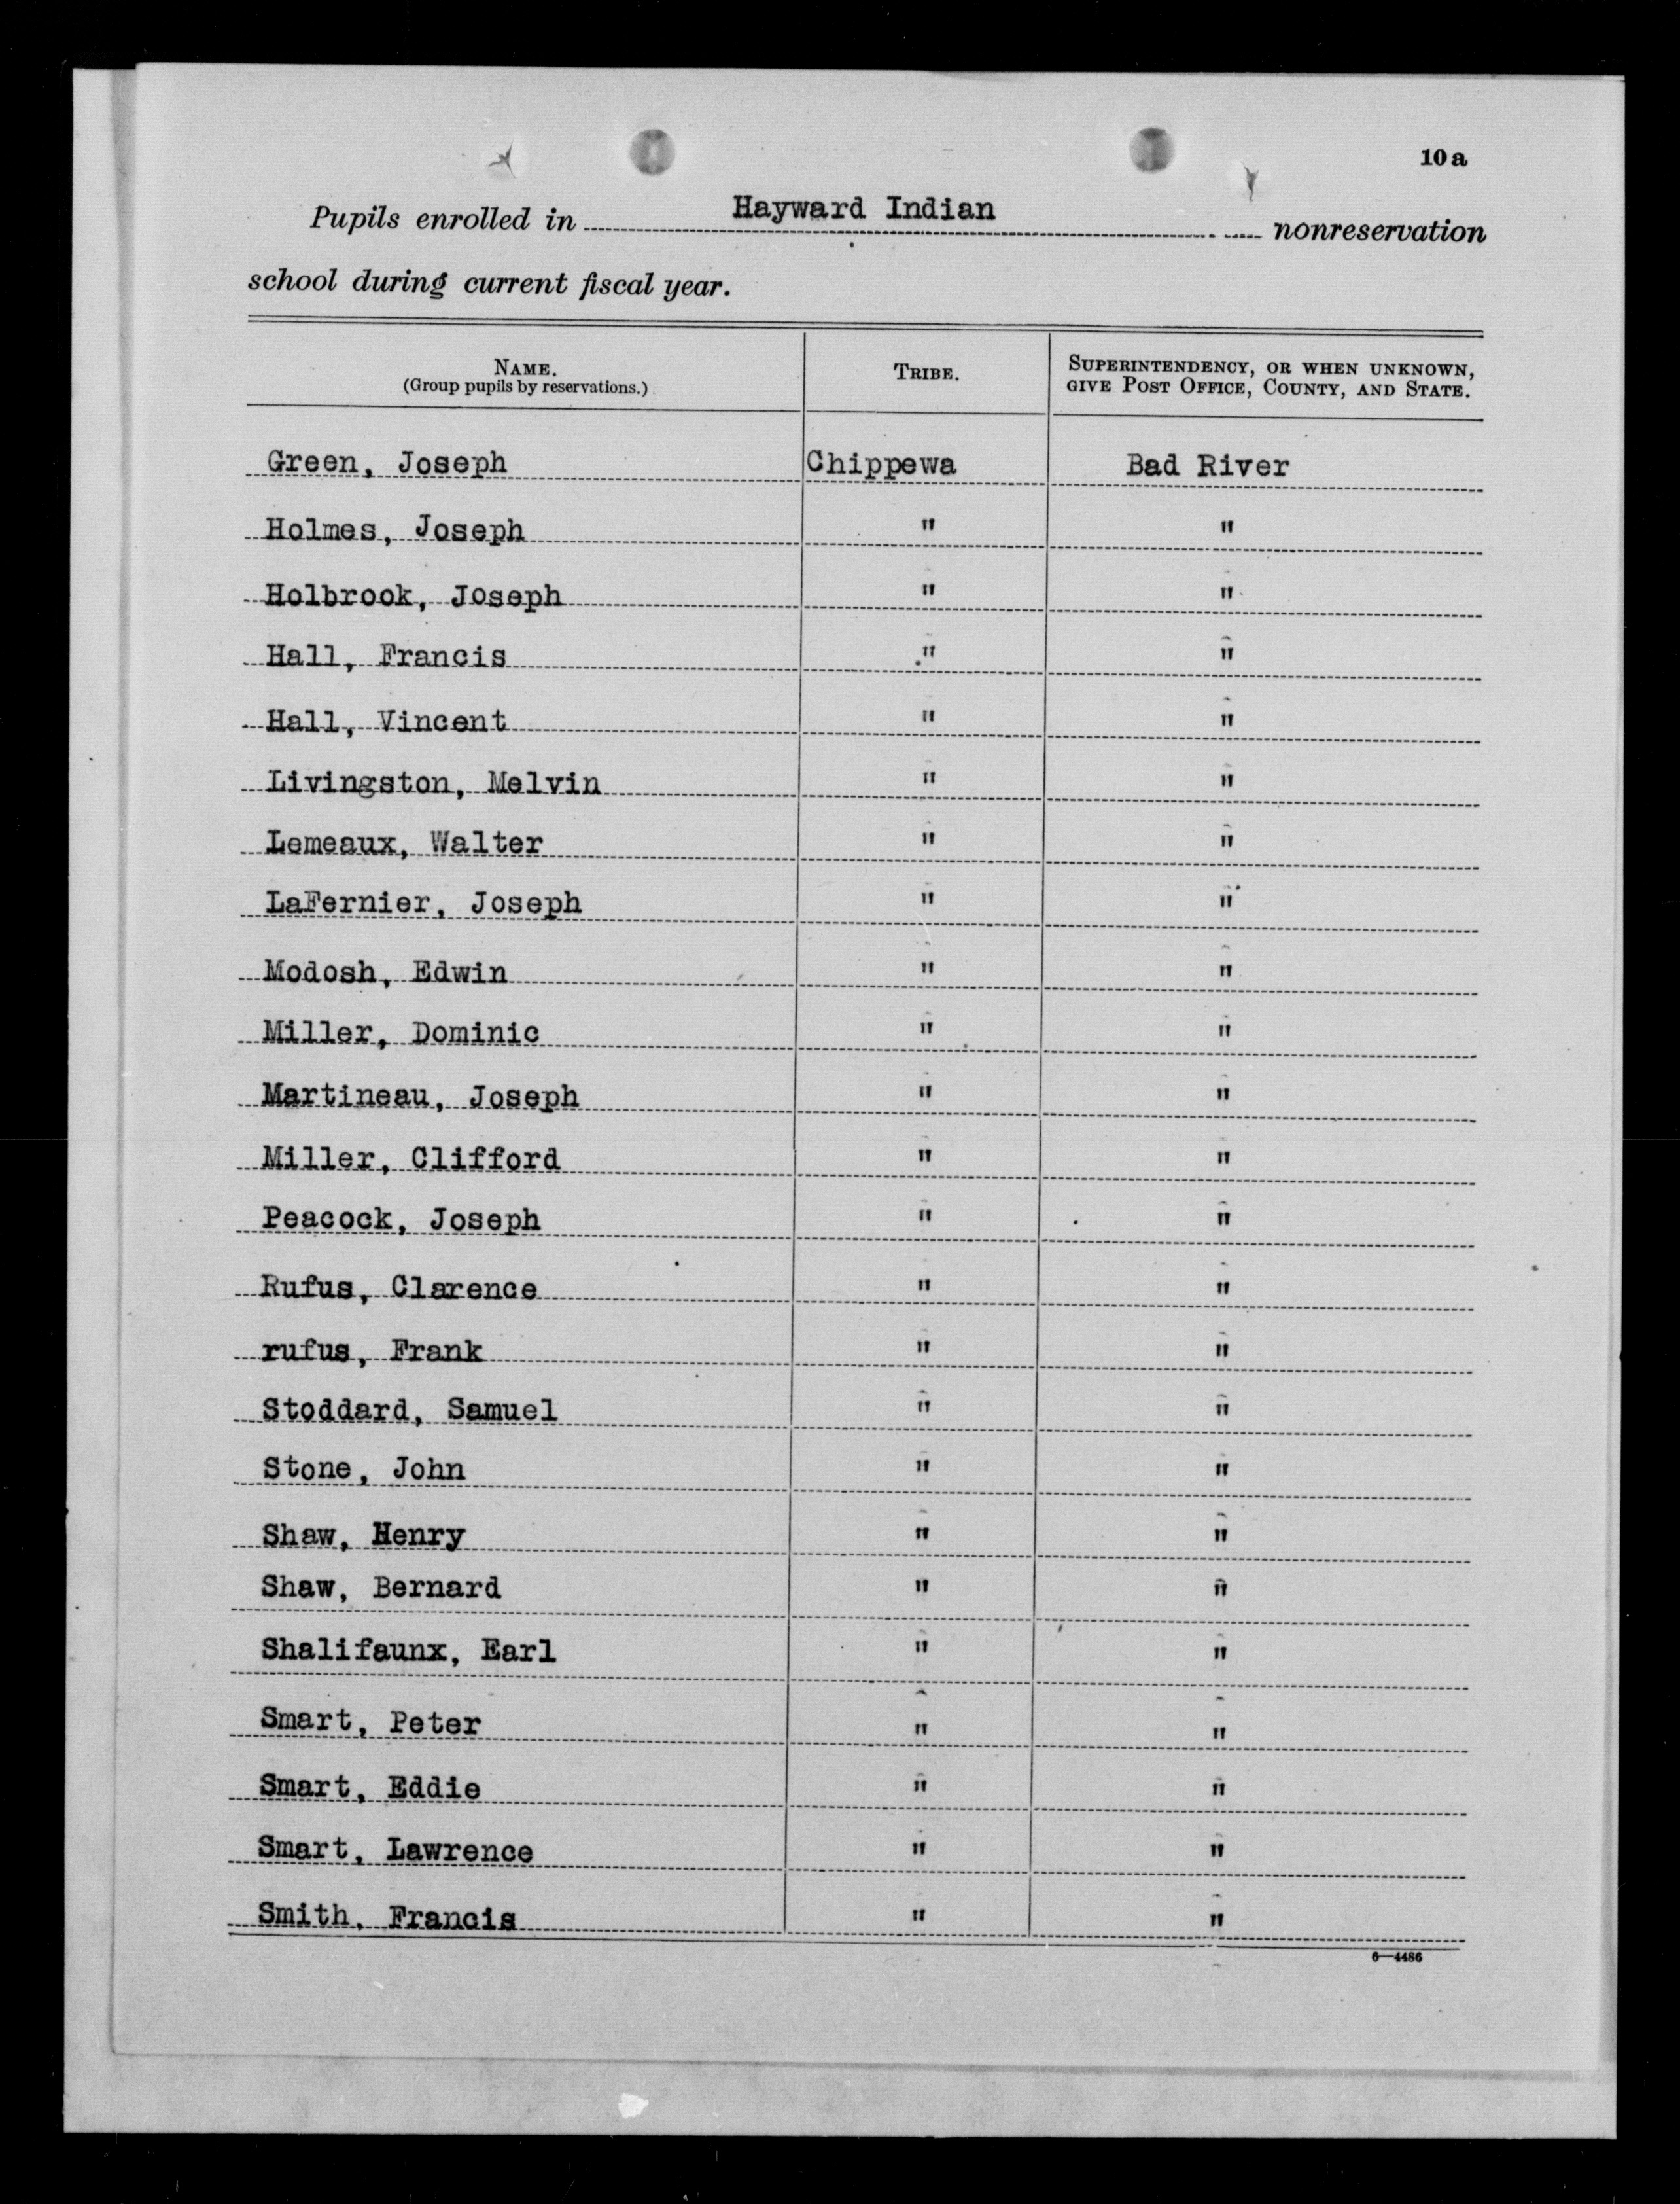 10 a
Pupils enrolled in Hayward Indian nonreservation
school during current fiscal year.
NAME. TRIBE. SUPERINTENDENCY, OR WHEN UNKNOWN,
(Group pupils by reservations.) GIVE POST OFFICE, COUNTY, AND STATE.
Green, Joseph Chippewa Bad River
Holmes, Joseph " "
Holbrook, Joseph " "
Hall, Francis " "
Hall, Vincent " "
Livingston, Melvin " "
Lemeaux, Walter " "
LaFernier, Joseph " "
Modosh, Edwin " "
Miller, Dominic " "
Martineau, Joseph " "
Miller, Clifford " "
Peacock, Joseph " "
Rufus, Clarence " "
rufus, Frank " "
Stoddard, Samuel " "
Stone, John " "
Shaw, Henry " "
Shaw, Bernard " "
Shalifaunx, Earl " "
Smart, Peter " "
Smart, Eddie " "
Smart, Lawrence " "
Smith, Francis " "
6—4486